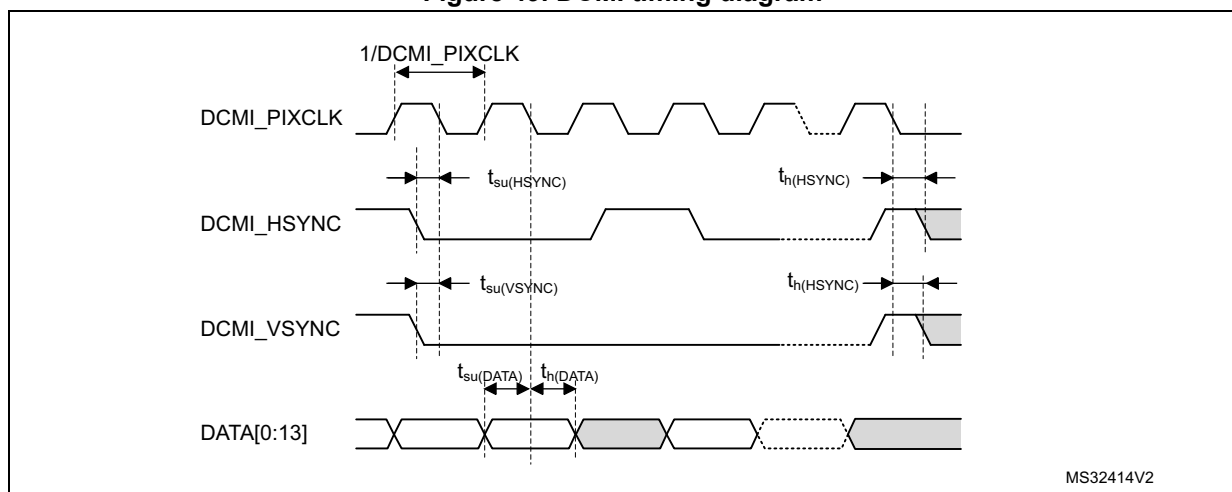 Figure 48. DCMI timing diagram
1/DCMI_PIXCLK
DCMI_PIXCLK
tsu(HSYNC)
th(HSYNC)
DCMI_HSYNC
tsu(VSYNC)
th(HSYNC)
DCMI_VSYNC
tsu(DATA)
th(DATA)
DATA[0:13]
MS32414V2